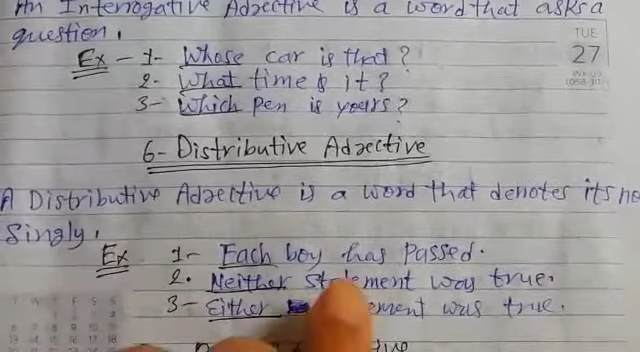 An Interrogative Adjective is a word that asks a
question.
TUE
27
Ex - 1- Whose car is that?
2- What time is it?
3- Which pen is yours?
6- Distributive Adjective
A Distributive Adjective is a word that denotes its
Singly.
Ex 1- Each boy has passed.
2. Neither statement was true.
3- Either was true.